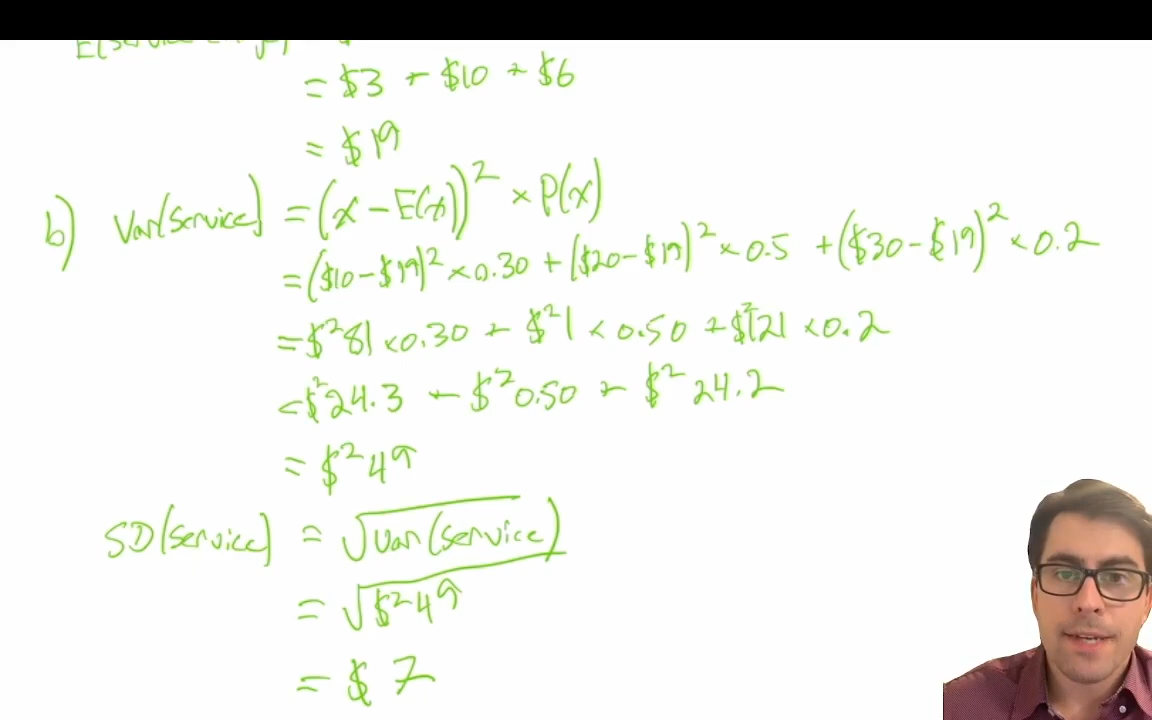 = $3 + $10 + $6
= $19
b) Var(Service) = (x - E(x))² × P(x)
= ($10 - $19)² × 0.30 + ($20 - $19)² × 0.5 + ($30 - $19)² × 0.2
= $²81 × 0.30 + $²1 × 0.50 + $²121 × 0.2
= $²24.3 + $²0.50 + $²24.2
= $²49
SD(service) = √Var(service)
= √$²49
= $7